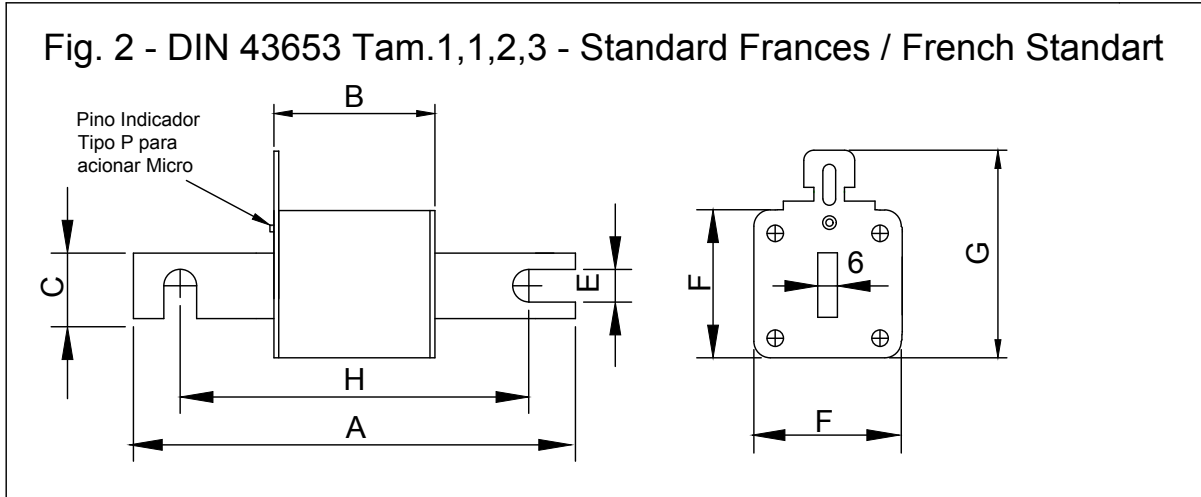 Fig. 2 - DIN 43653 Tam.1,1,2,3 - Standard Frances / French Standart
B
Pino Indicador
Tipo P para
acionar Micro
C
E
H
A
F
6
G
F